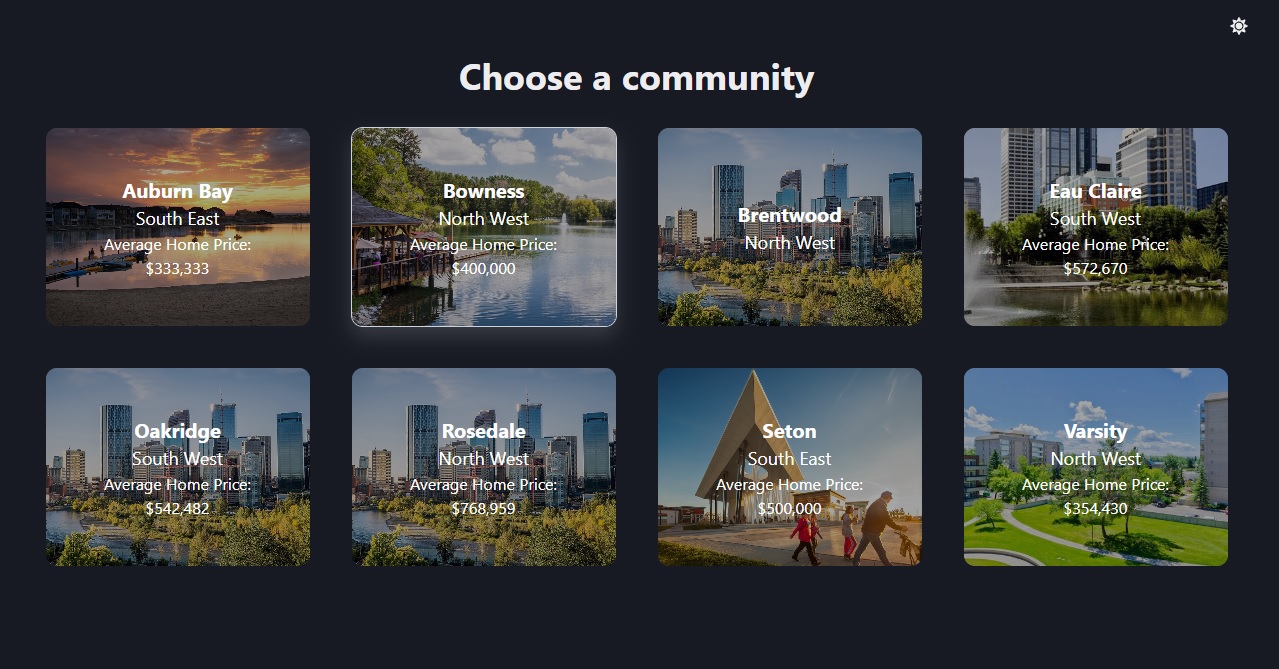 Choose a community
Auburn Bay
South East
Average Home Price:
$333,333
Bowness
North West
Average Home Price:
$400,000
Brentwood
North West
Eau Claire
South West
Average Home Price:
$572,670
Oakridge
South West
Average Home Price:
$542,482
Rosedale
North West
Average Home Price:
$768,959
Seton
South East
Average Home Price:
$500,000
Varsity
North West
Average Home Price:
$354,430